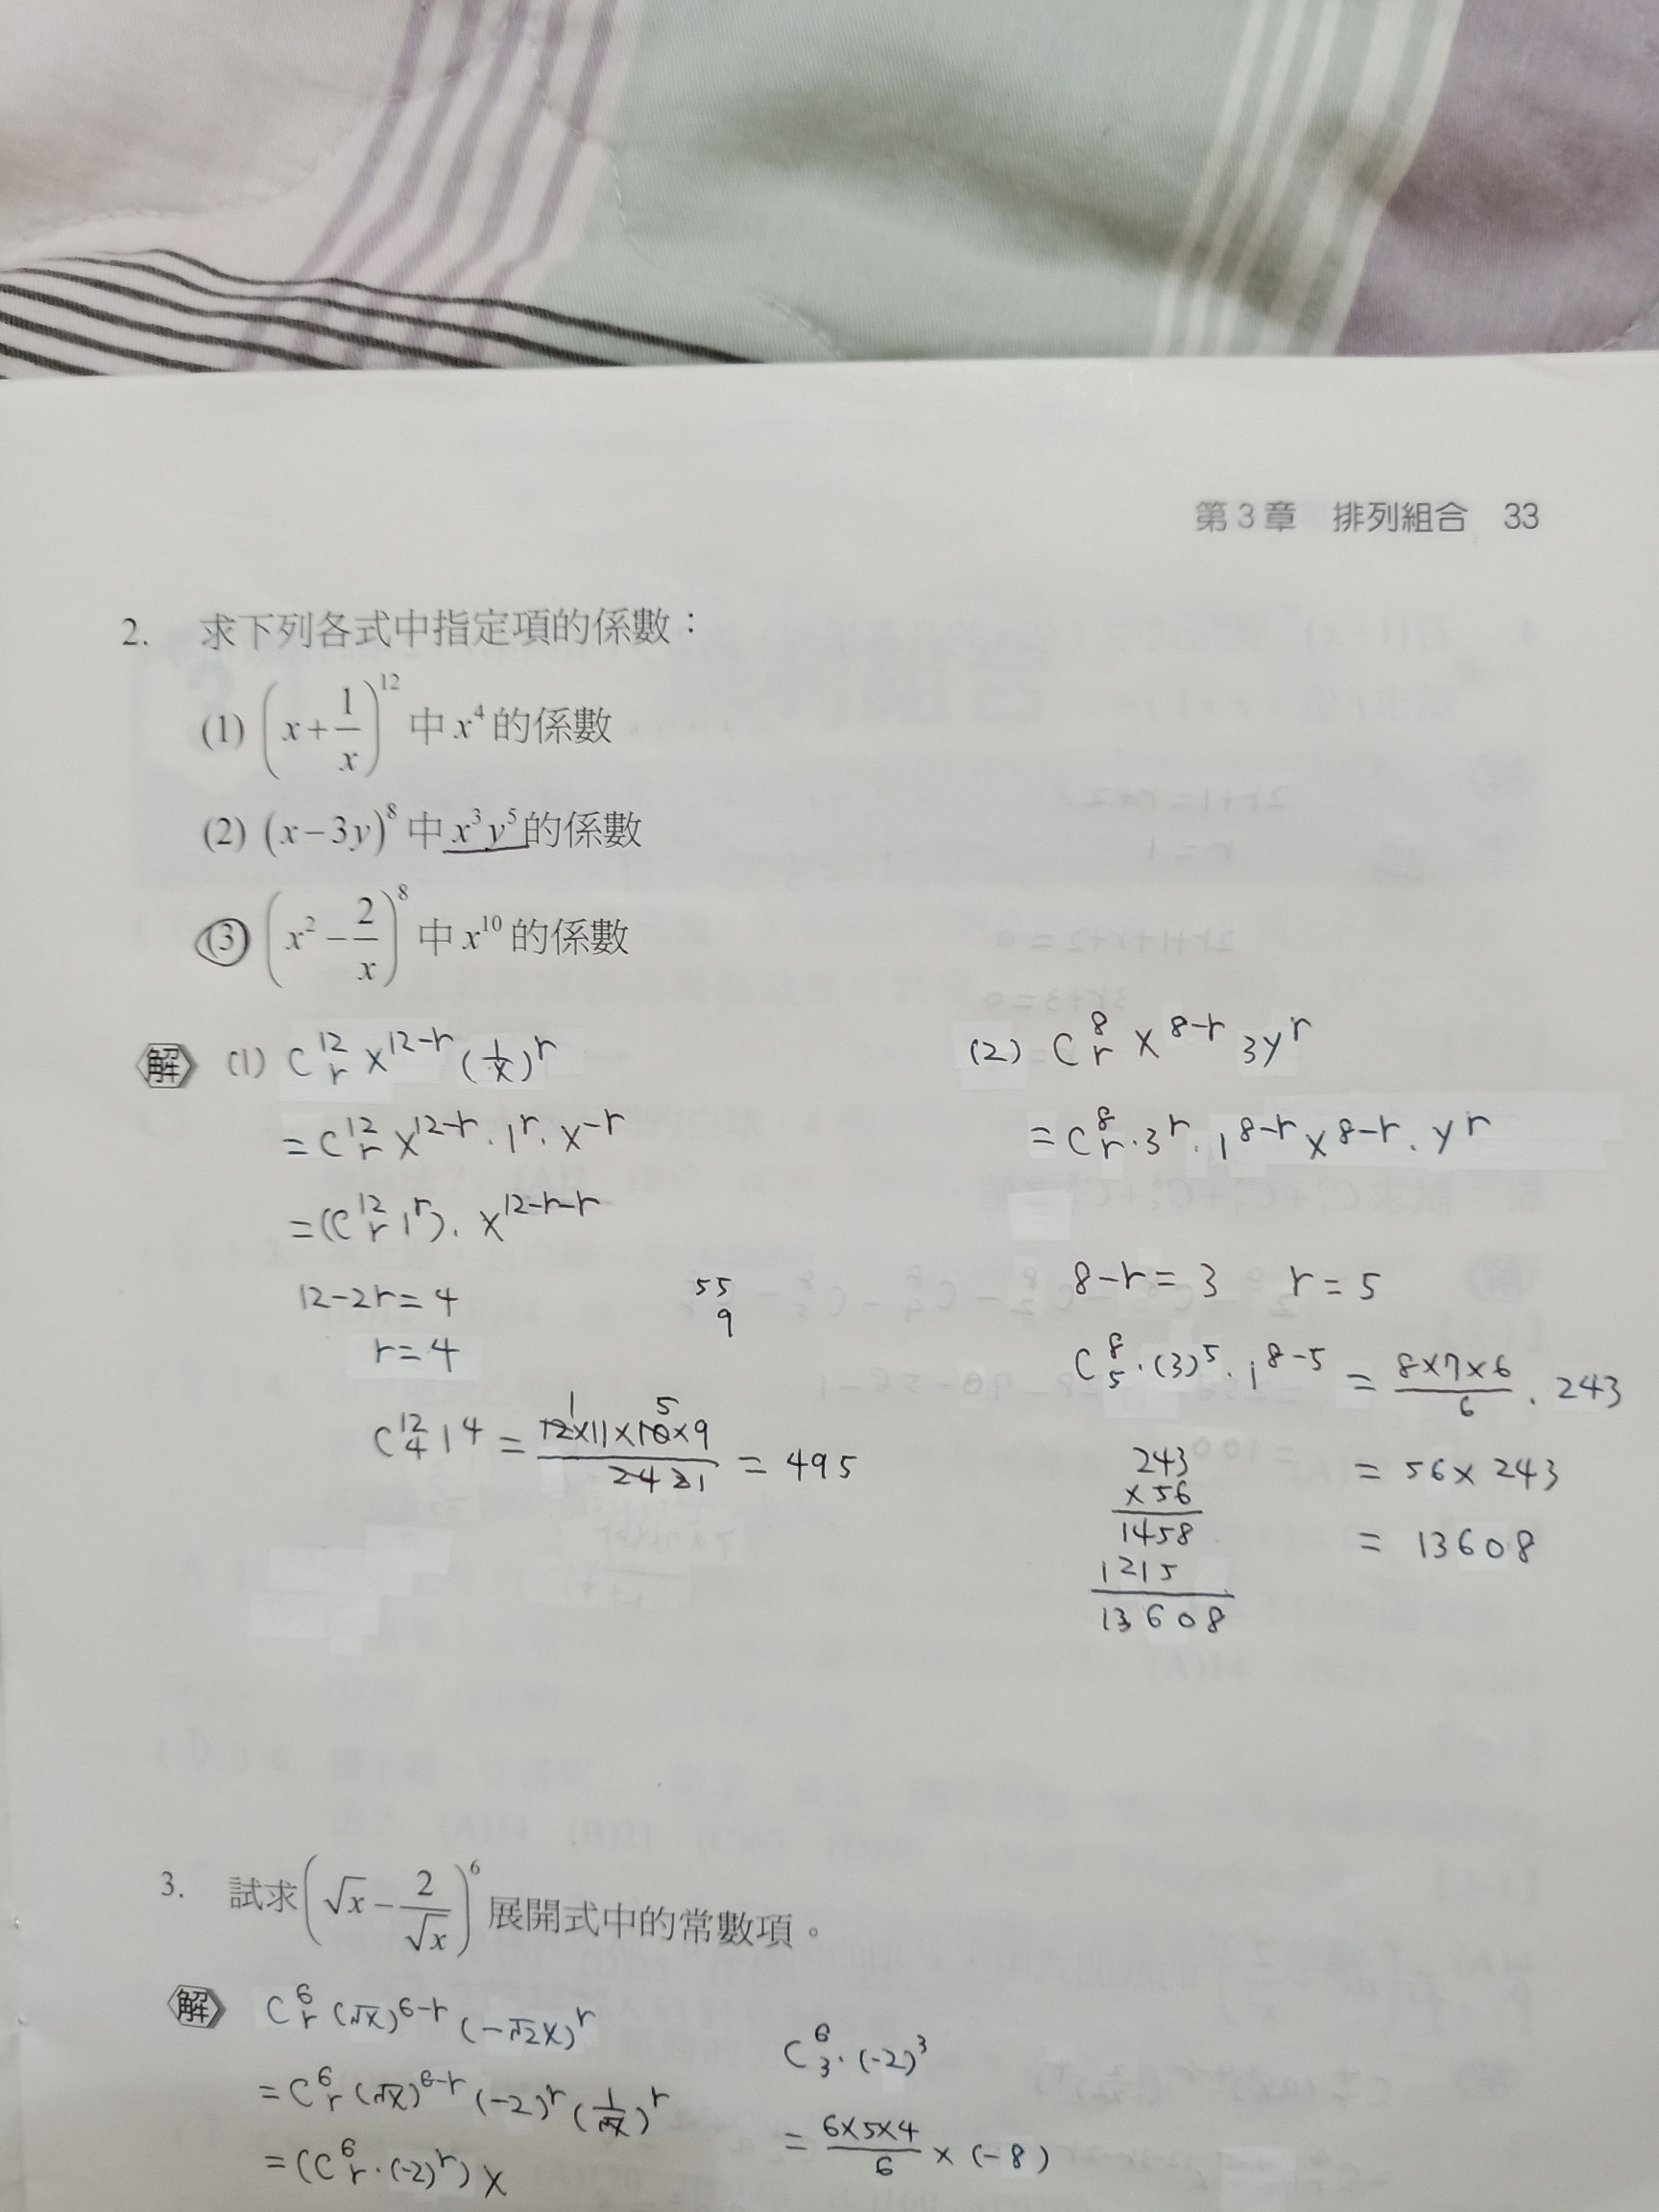 第 3 章 排列組合 33
2. 求下列各式中指定項的係數：
(1) (x+1/x)^12 中 x^4 的係數
(2) (x−3y)^8 中 x^3y^5 的係數
(3) (x^2−2/x)^8 中 x^10 的係數
解 (1) C^12_r x^12-r (1/x)^r
= C^12_r x^12-r · 1^r · x^-r
= (C^12_r 1^r) · x^12-r-r
12-2r = 4
r = 4
55
9
C^12_4 1^4 = 12×11×10×9/24 21 = 495
1 5
(2) C^8_r x^8-r 3y^r
= C^8_r · 3^r · 1^8-r x^8-r · y^r
8-r = 3 r = 5
C^8_5 · (3)^5 · 1^8-5 = 8×7×6/6 · 243
= 56 × 243
= 13608
243
×56
1458
1215
13608
3. 試求(√x−2/√x)^6 展開式中的常數項。
解 C^6_r (√x)^6-r (-√2x)^r
= C^6_r (√x)^6-r (-2)^r (1/√x)^r
= (C^6_r · (-2)^r) x
C^6_3 · (-2)^3
= 6×5×4/6 × (-8)